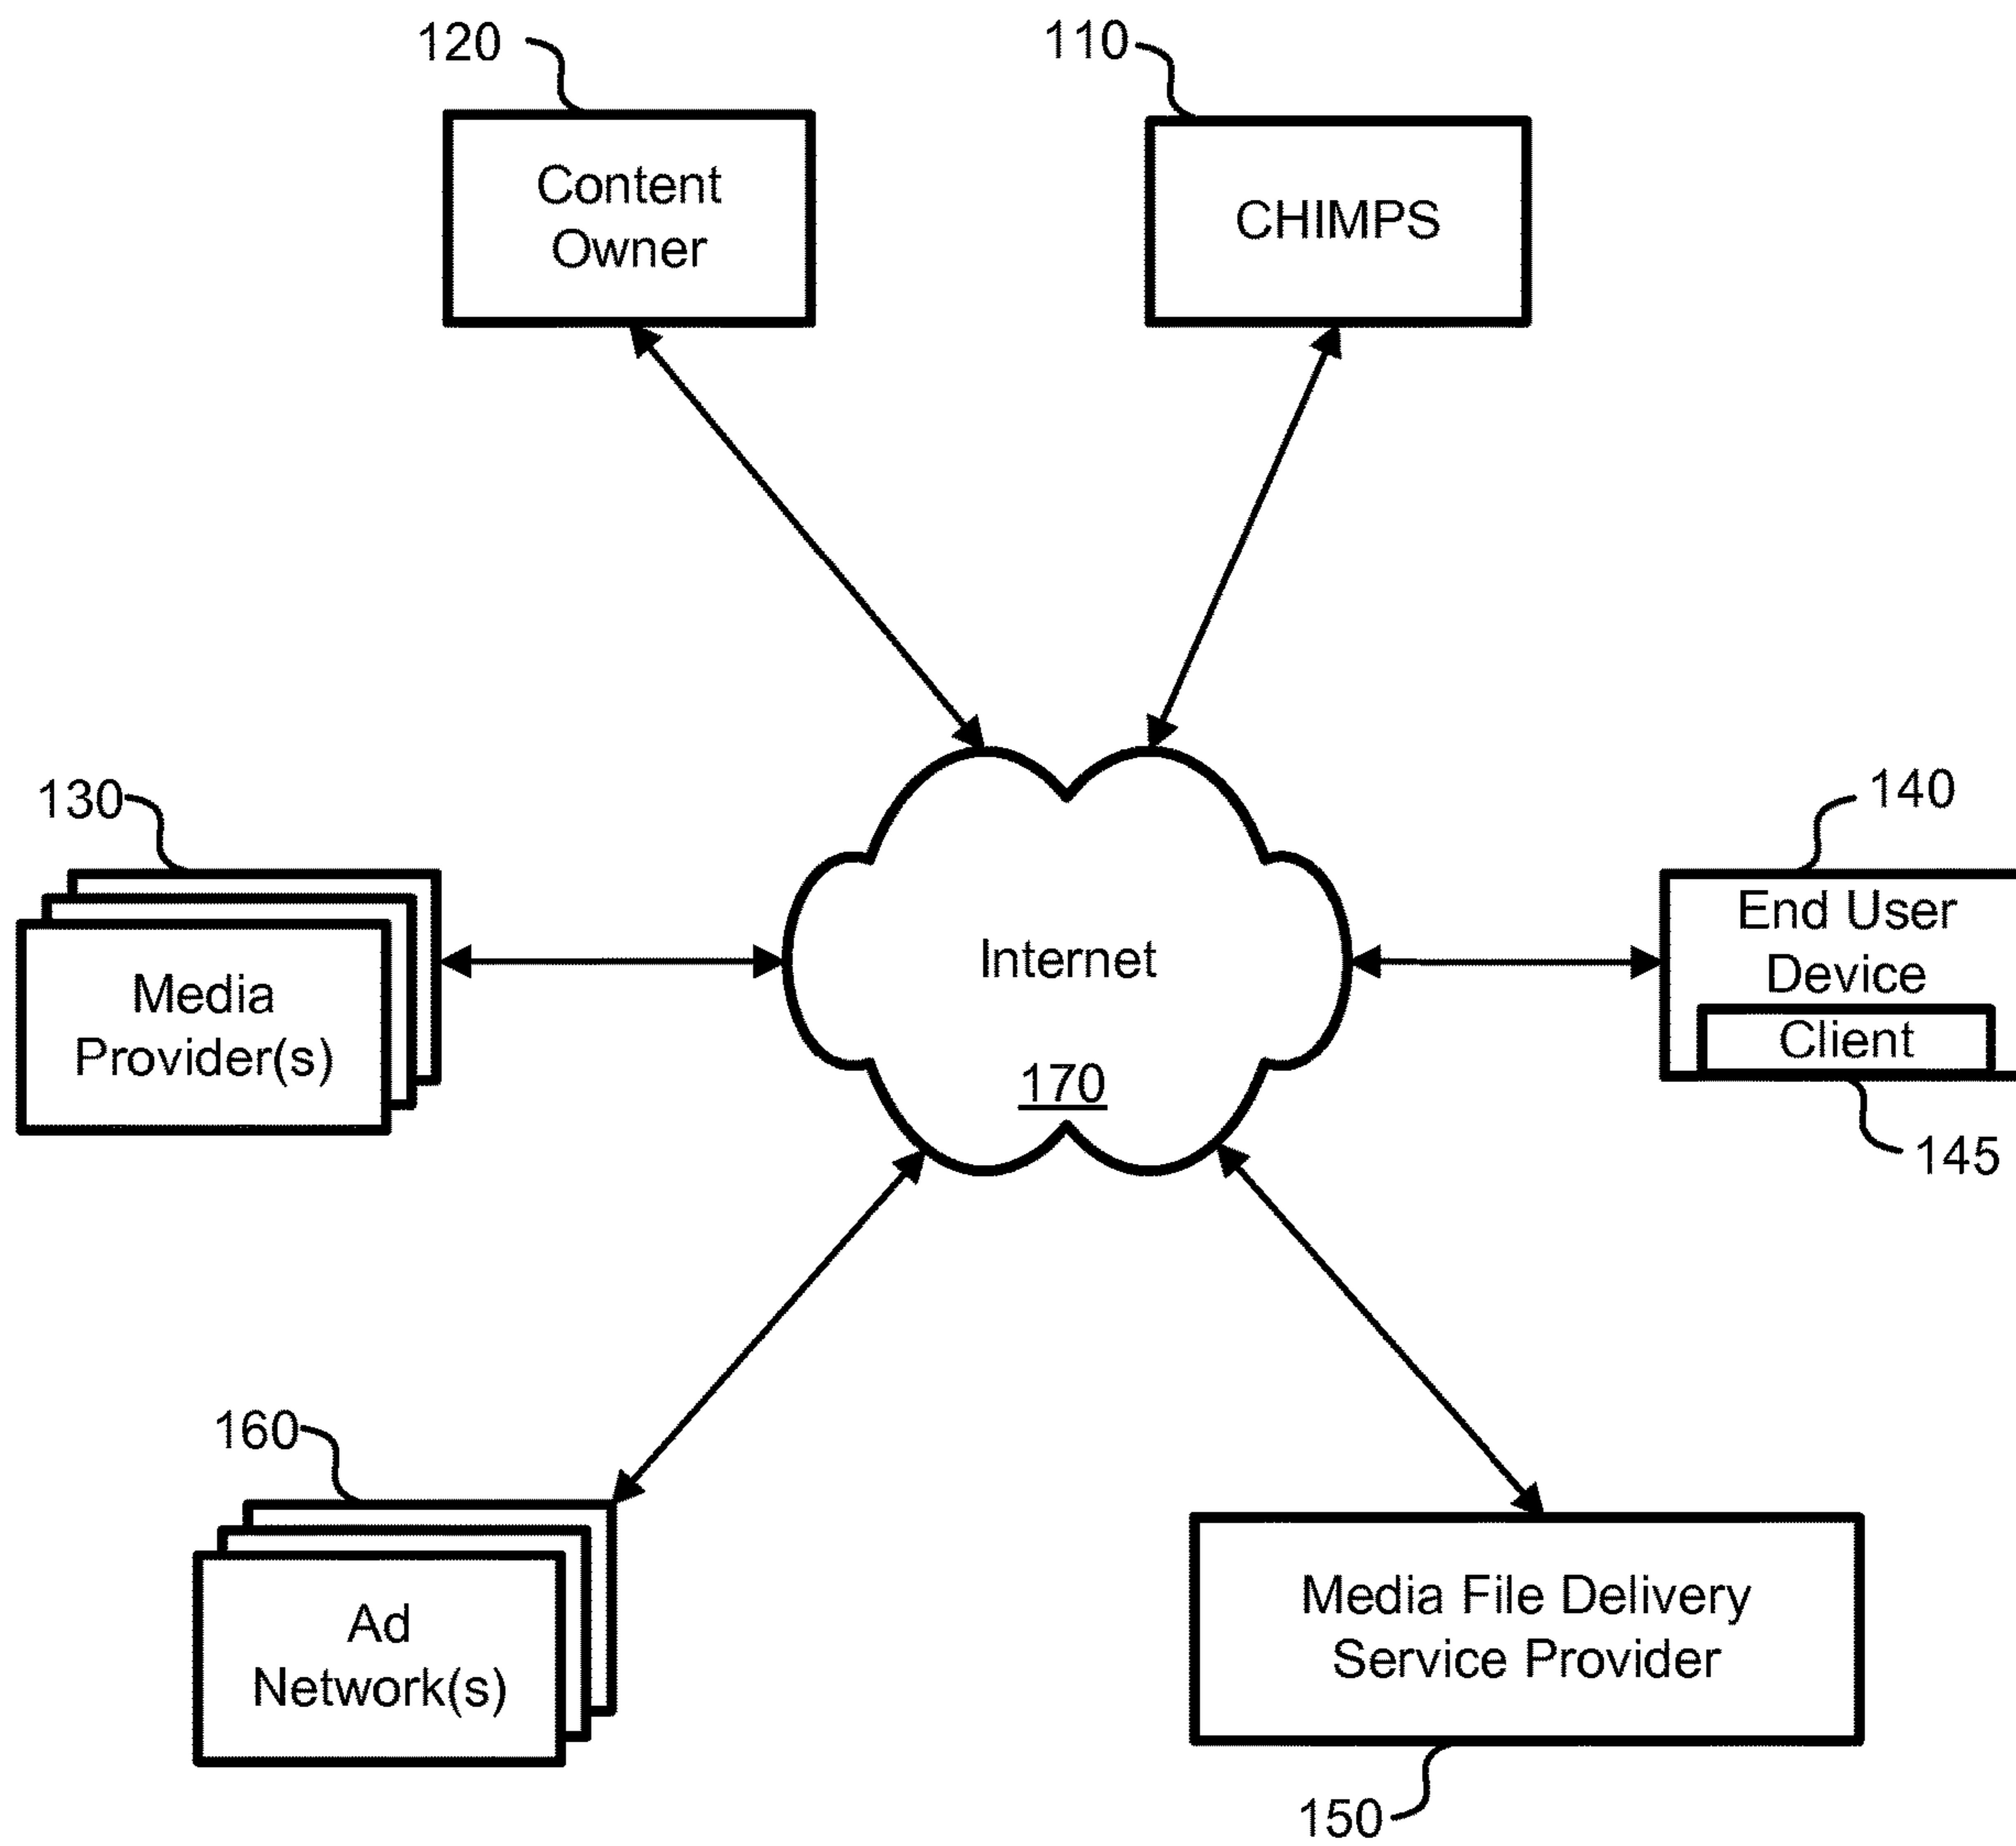 120
110
Content
Owner
CHIMPS
130
140
Media
Provider(s)
Internet
170
End User
Device
Client
145
160
Ad
Network(s)
Media File Delivery
Service Provider
150